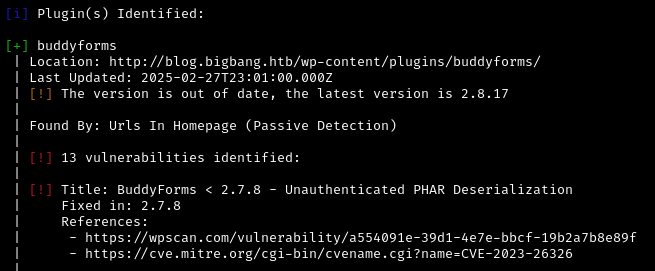 [i] Plugin(s) Identified:
[+] buddyforms
| Location: http://blog.bigbang.htb/wp-content/plugins/buddyforms/
| Last Updated: 2025-02-27T23:01:00.000Z
| [!] The version is out of date, the latest version is 2.8.17
|
| Found By: Urls In Homepage (Passive Detection)
|
| [!] 13 vulnerabilities identified:
|
| [!] Title: BuddyForms < 2.7.8 - Unauthenticated PHAR Deserialization
|     Fixed in: 2.7.8
|     References:
|      - https://wpscan.com/vulnerability/a554091e-39d1-4e7e-bbcf-19b2a7b8e89f
|      - https://cve.mitre.org/cgi-bin/cvename.cgi?name=CVE-2023-26326
|